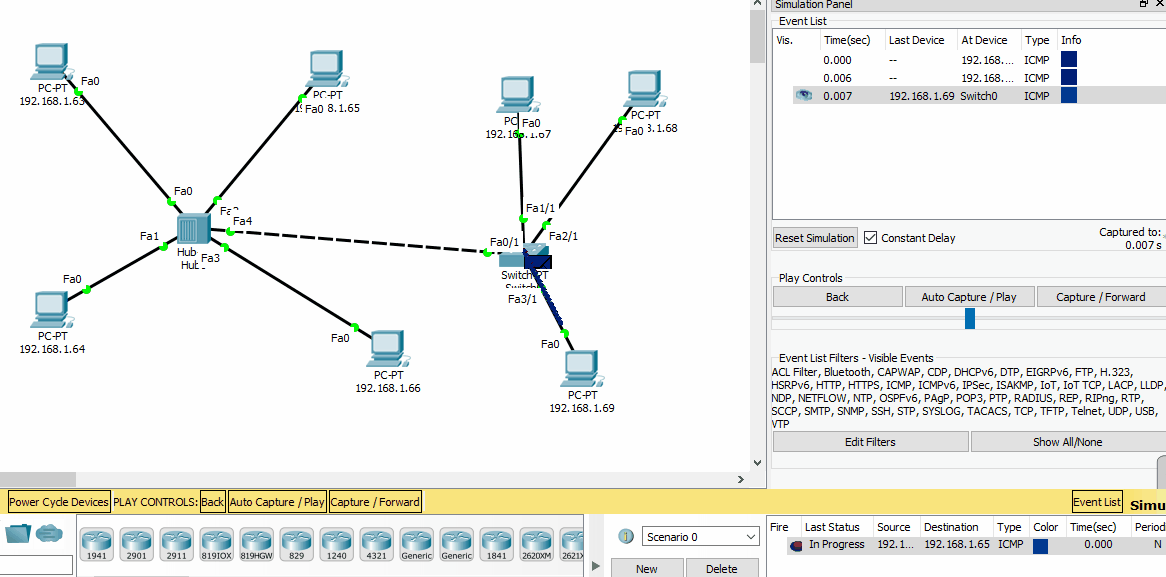 Simulation Panel
Event List
Vis. Time(sec) Last Device At Device Type Info
0.000 -- 192.168.... ICMP
0.006 -- 192.168.... ICMP
0.007 192.168.1.69 Switch0 ICMP
Reset Simulation Constant Delay Captured to:
0.007 s
Play Controls
Back Auto Capture / Play Capture / Forward
Event List Filters - Visible Events
ACL Filter, Bluetooth, CAPWAP, CDP, DHCPv6, DTP, EIGRPv6, FTP, H.323,
HSRPv6, HTTP, HTTPS, ICMP, ICMPv6, IPSec, ISAKMP, IoT, IoT TCP, LACP, LLDP,
NDP, NETFLOW, NTP, OSPFv6, PAgP, POP3, PTP, RADIUS, REP, RIPng, RTP,
SCCP, SMTP, SNMP, SSH, STP, SYSLOG, TACACS, TCP, TFTP, Telnet, UDP, USB,
VTP
Edit Filters Show All/None
PC-PT
192.168.1.63
Fa0
PC-PT
Fa0 8.1.65
PC
Fa0
PC-PT
Fa0 3.1.68
Fa0
Fa4
Fa1
Hub
Fa3
Fa1/1
Fa2/1
Fa0/1
Switch PT
Fa3/1
Fa0
PC-PT
192.168.1.64
Fa0
PC-PT
192.168.1.66
Fa0
PC-PT
192.168.1.69
Power Cycle Devices PLAY CONTROLS: Back Auto Capture / Play Capture / Forward Event List Simu
1941 2901 2911 819IOX 819HGW 829 1240 4321 Generic Generic 1841 2620XM 2621X
Scenario 0
New Delete
Fire Last Status Source Destination Type Color Time(sec) Period
In Progress 192.1... 192.168.1.65 ICMP 0.000 N